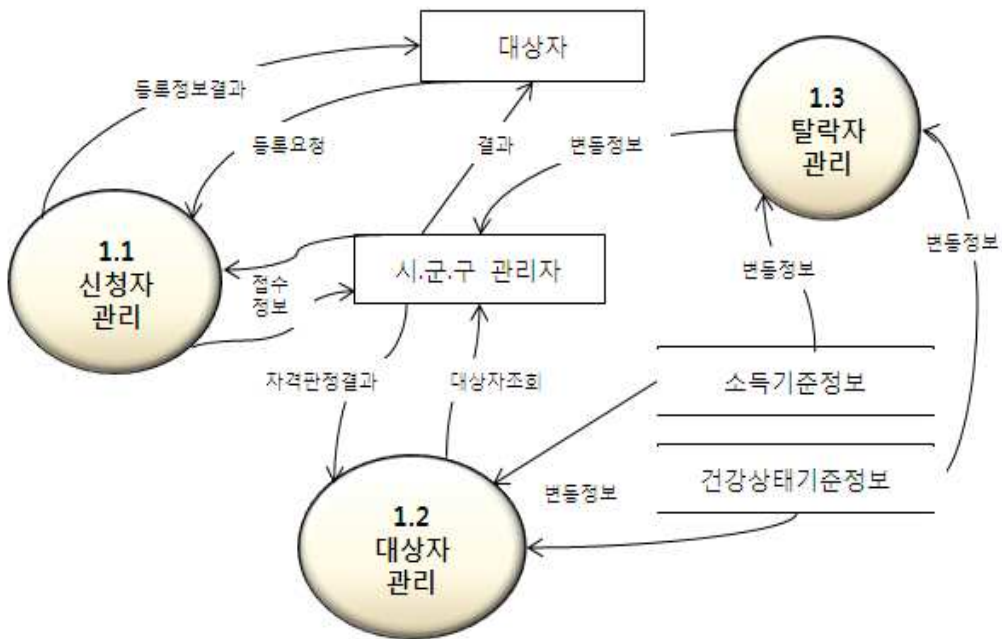 대상자
등록정보결과
1.3
탈락자
관리
등록요청
결과
변동정보
1.1
신청자
관리
시.군.구 관리자
접수
정보
변동정보
변동정보
자격판정결과
대상자조회
소득기준정보
건강상태기준정보
변동정보
1.2
대상자
관리